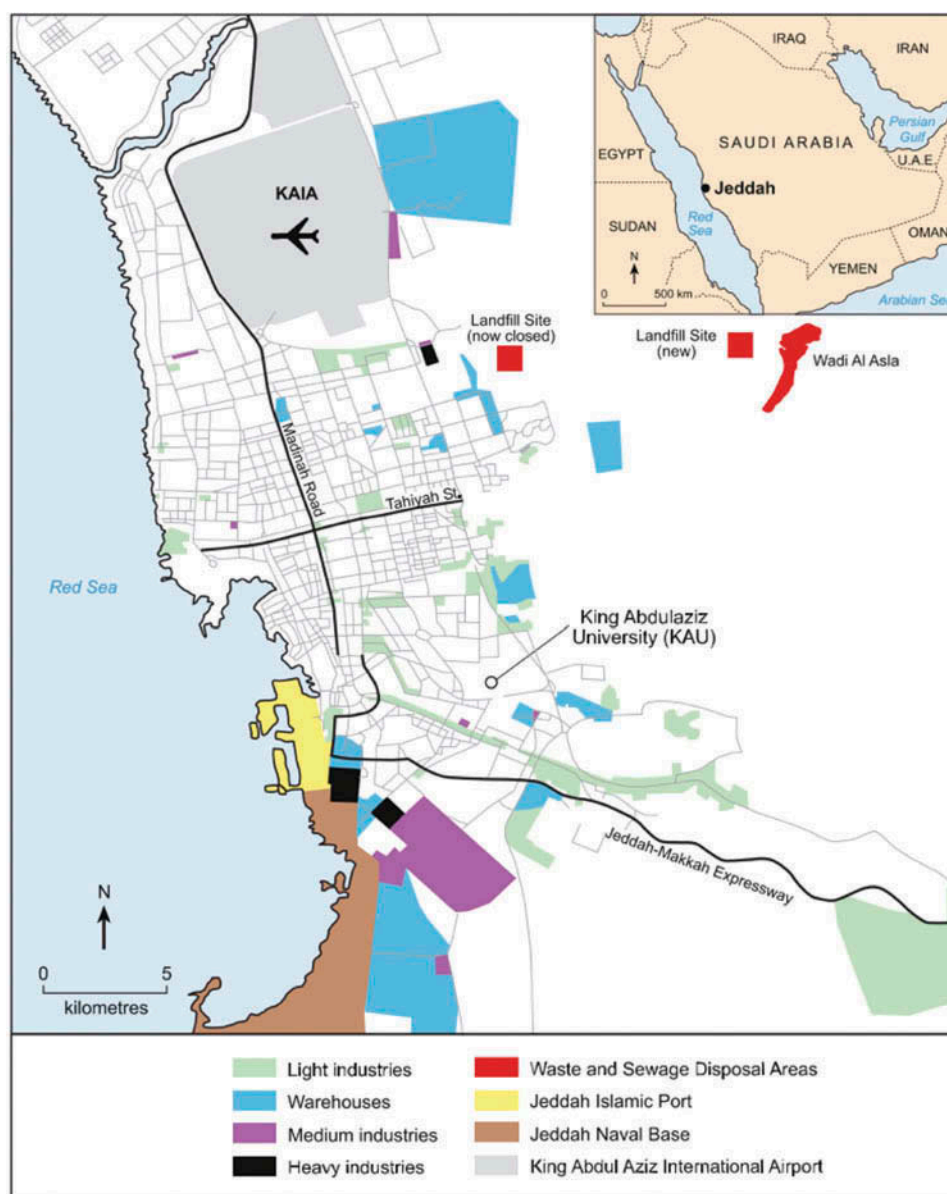 KAIA
IRAQ
IRAN
Persian
Gulf
SAUDI ARABIA
EGYPT
U.A.E.
Jeddah
Red
Sea
SUDAN
OMAN
N
YEMEN
0 500 km
Arabian Sea
Landfill Site
(now closed)
Landfill Site
(new)
Wadi Al Asla
Madinah Road
Tahiyah St.
Red Sea
King Abdulaziz
University (KAU)
Jeddah-Makkah Expressway
N
0 5
kilometres
Light industries
Warehouses
Medium industries
Heavy industries
Waste and Sewage Disposal Areas
Jeddah Islamic Port
Jeddah Naval Base
King Abdul Aziz International Airport